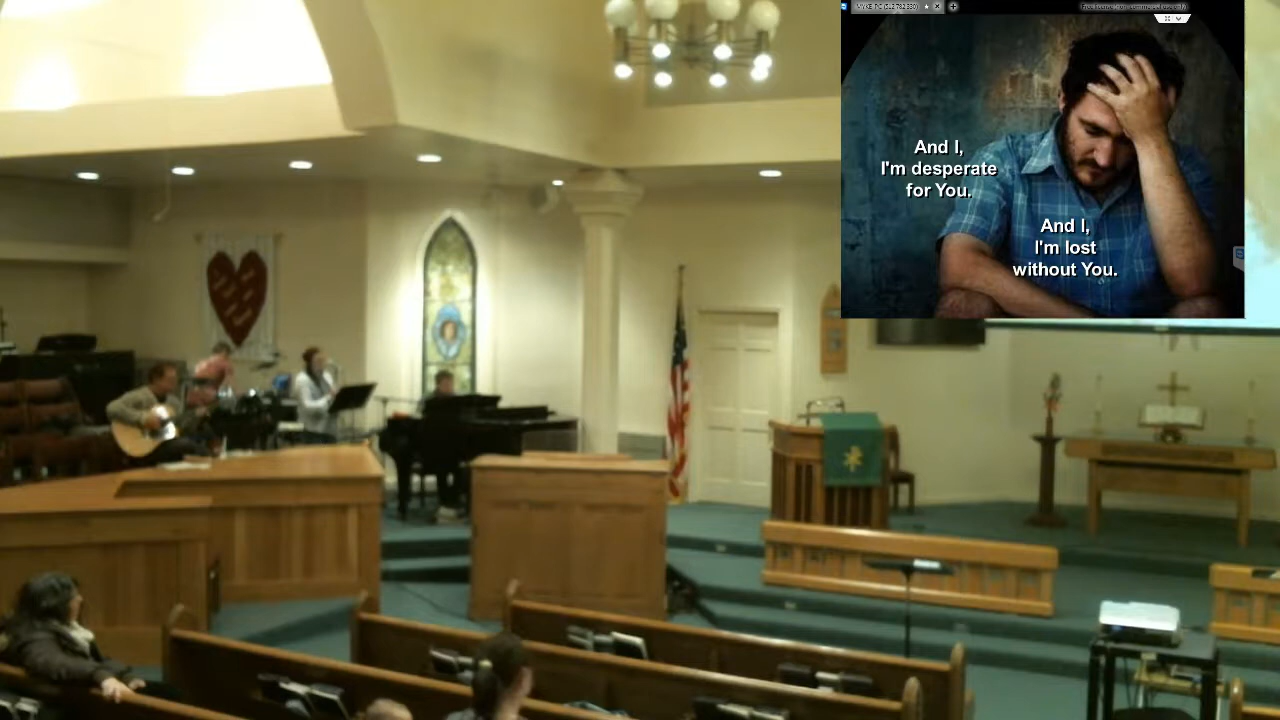 And I,
I'm desperate
for You.
And I,
I'm lost
without You.